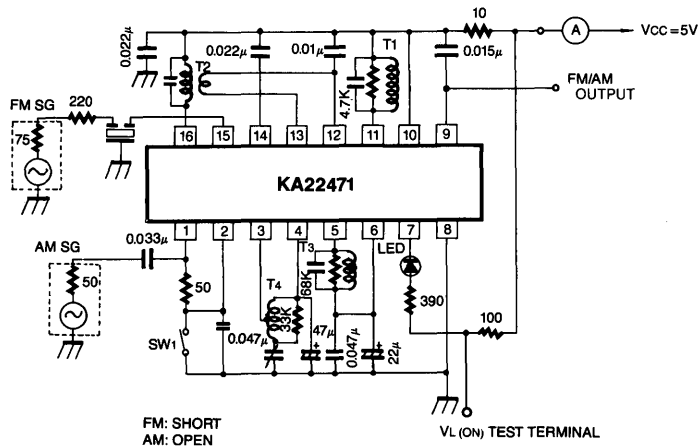 10
0.022μ
0.022μ
0.01μ
T1
A
VCC=5V
0.015μ
T2
4.7K
FM/AM
OUTPUT
FM SG
220
75
16
15
14
13
12
11
10
9
KA22471
1
2
3
4
5
6
7
8
AM SG
0.033μ
50
50
T3
LED
68K
390
T4
33K
SW1
0.047μ
47μ
0.047μ
22μ
100
FM: SHORT
AM: OPEN
VL (ON) TEST TERMINAL